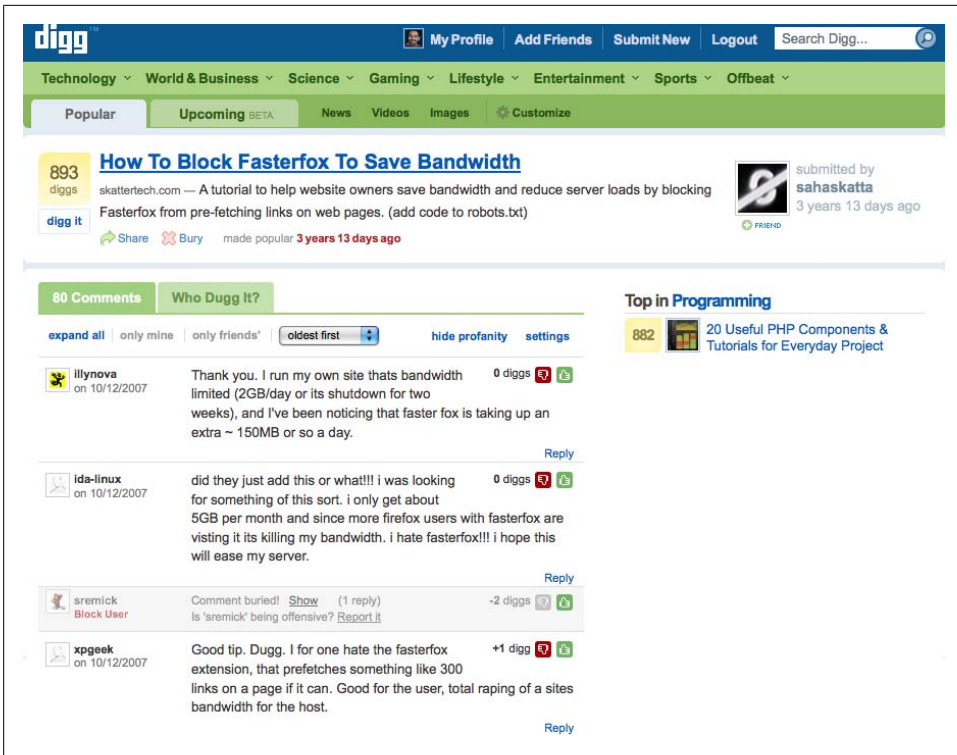 digg™
My Profile Add Friends Submit New Logout Search Digg...
Technology World & Business Science Gaming Lifestyle Entertainment Sports Offbeat
Popular Upcoming BETA News Videos Images Customize
893 diggs
digg it
How To Block Fasterfox To Save Bandwidth
skattertech.com — A tutorial to help website owners save bandwidth and reduce server loads by blocking
Fasterfox from pre-fetching links on web pages. (add code to robots.txt)
Share Bury made popular 3 years 13 days ago
submitted by
sahaskatta
3 years 13 days ago
FRIEND
80 Comments Who Dugg It?
expand all only mine only friends' oldest first hide profanity settings
Top in Programming
882 20 Useful PHP Components &
Tutorials for Everyday Project
illynova
on 10/12/2007
0 diggs
Thank you. I run my own site thats bandwidth
limited (2GB/day or its shutdown for two
weeks), and I've been noticing that faster fox is taking up an
extra ~ 150MB or so a day.
Reply
ida-linux
on 10/12/2007
0 diggs
did they just add this or what!!! i was looking
for something of this sort. i only get about
5GB per month and since more firefox users with fasterfox are
visting it its killing my bandwidth. i hate fasterfox!!! i hope this
will ease my server.
Reply
sremick
Block User
Comment buried! Show (1 reply) -2 diggs
Is 'sremick' being offensive? Report it
xpgeek
on 10/12/2007
+1 digg
Good tip. Dugg. I for one hate the fasterfox
extension, that prefetches something like 300
links on a page if it can. Good for the user, total raping of a sites
bandwidth for the host.
Reply